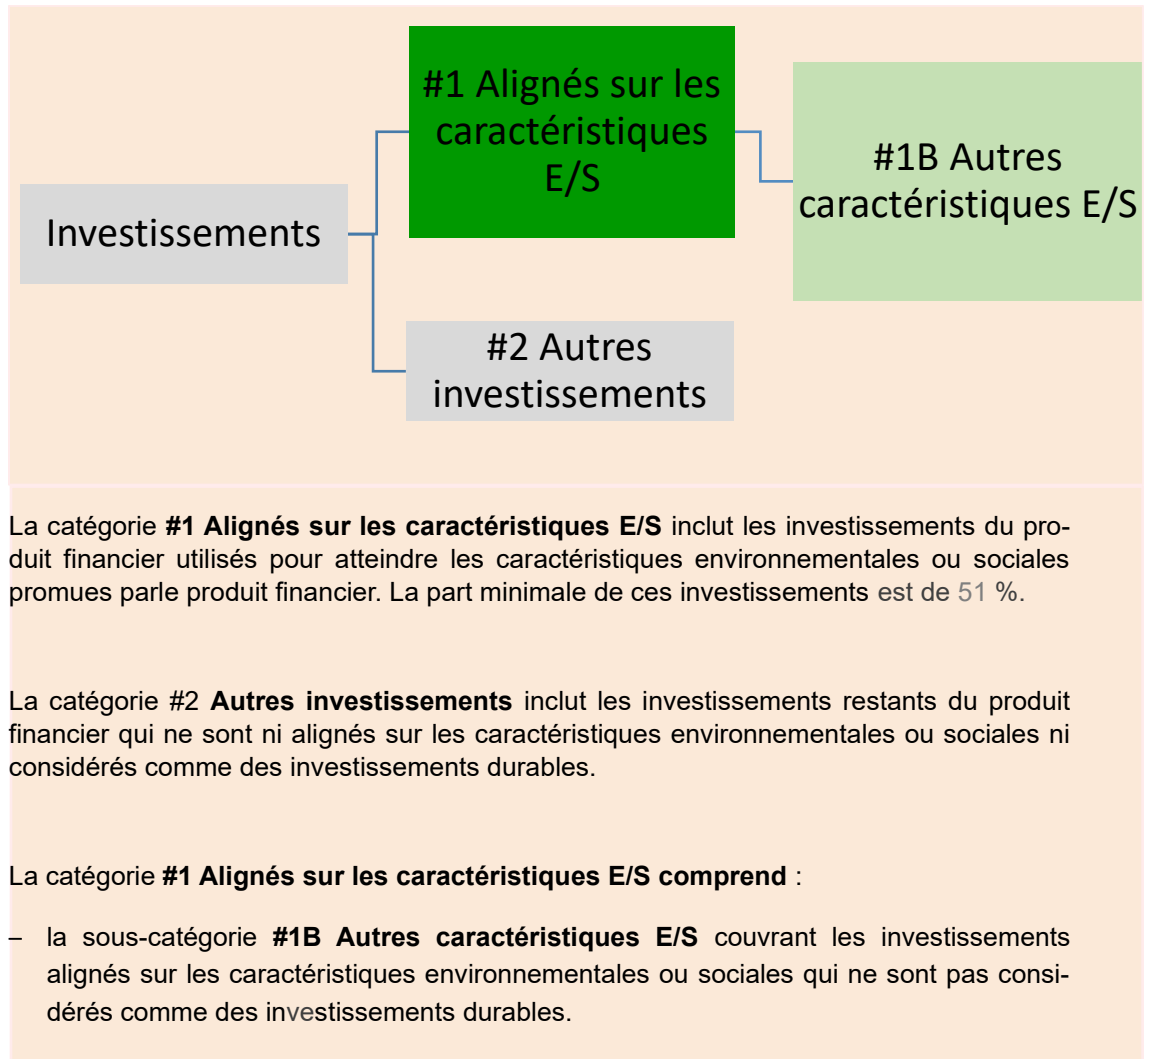 #1 Alignés sur les
caractéristiques
E/S
#1B Autres
caractéristiques E/S
Investissements
#2 Autres
investissements
La catégorie #1 Alignés sur les caractéristiques E/S inclut les investissements du pro-
duit financier utilisés pour atteindre les caractéristiques environnementales ou sociales
promues parle produit financier. La part minimale de ces investissements est de 51 %.
La catégorie #2 Autres investissements inclut les investissements restants du produit
financier qui ne sont ni alignés sur les caractéristiques environnementales ou sociales ni
considérés comme des investissements durables.
La catégorie #1 Alignés sur les caractéristiques E/S comprend :
– la sous-catégorie #1B Autres caractéristiques E/S couvrant les investissements
alignés sur les caractéristiques environnementales ou sociales qui ne sont pas consi-
dérés comme des investissements durables.